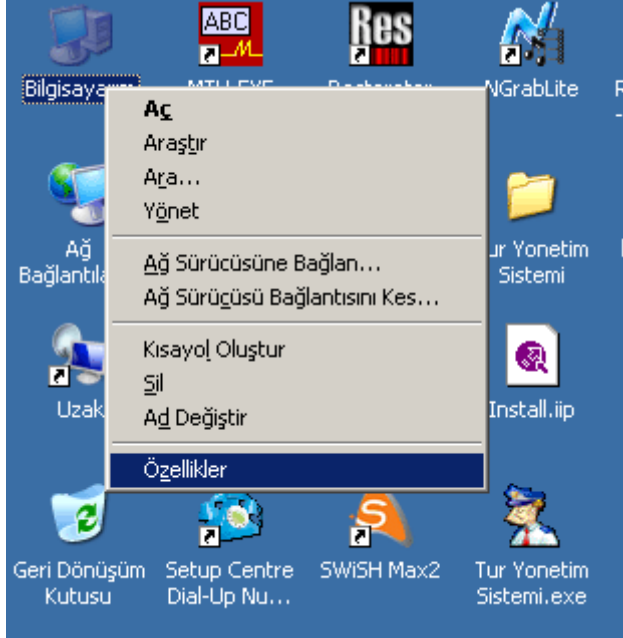 ABC
Res
Bilgisayarım
NGrabLite
Aç
Araştır
Ara...
Yönet
Ağ Sürücüsüne Bağlan...
Ağ Sürücüsü Bağlantısını Kes...
Kısayol Oluştur
Sil
Ad Değiştir
Özellikler
Ağ
Yonetim
Sistemi
Uzak
Install.iip
Geri Dönüşüm
Kutusu
Setup Centre
Dial-Up Nu...
SWiSH Max2
Tur Yonetim
Sistemi.exe